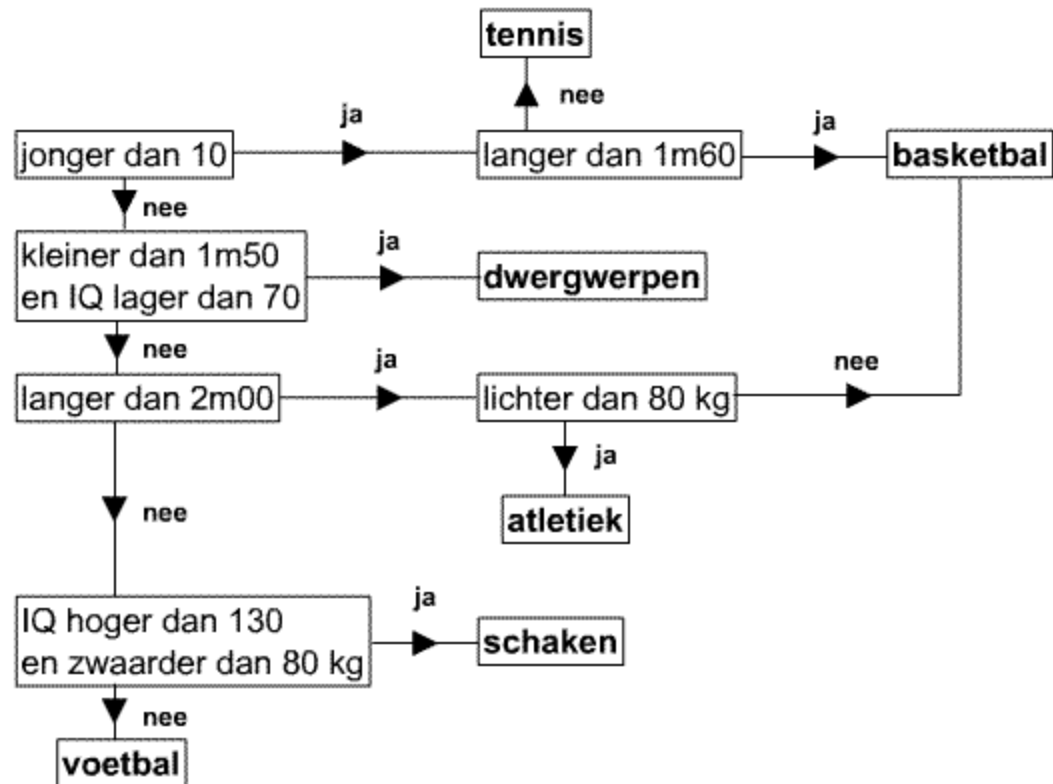 tennis
nee
ja
ja
jonger dan 10
langer dan 1m60
basketbal
nee
kleiner dan 1m50
en IQ lager dan 70
ja
dwergwerpen
nee
ja
nee
langer dan 2m00
lichter dan 80 kg
ja
nee
atletiek
ja
IQ hoger dan 130
en zwaarder dan 80 kg
schaken
nee
voetbal